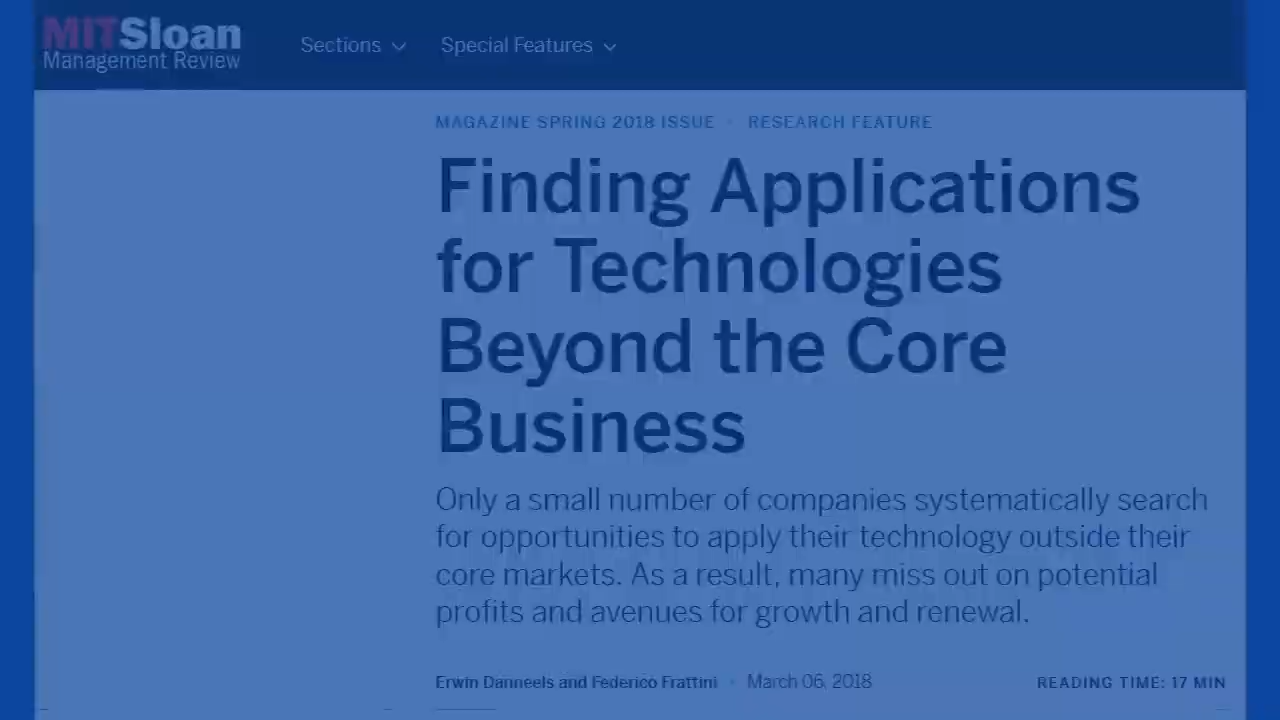 MITSloan
Management Review
Sections
Special Features
MAGAZINE SPRING 2018 ISSUE · RESEARCH FEATURE
Finding Applications
for Technologies
Beyond the Core
Business
Only a small number of companies systematically search
for opportunities to apply their technology outside their
core markets. As a result, many miss out on potential
profits and avenues for growth and renewal.
Erwin Danneels and Federico Frattini · March 06, 2018
READING TIME: 17 MIN